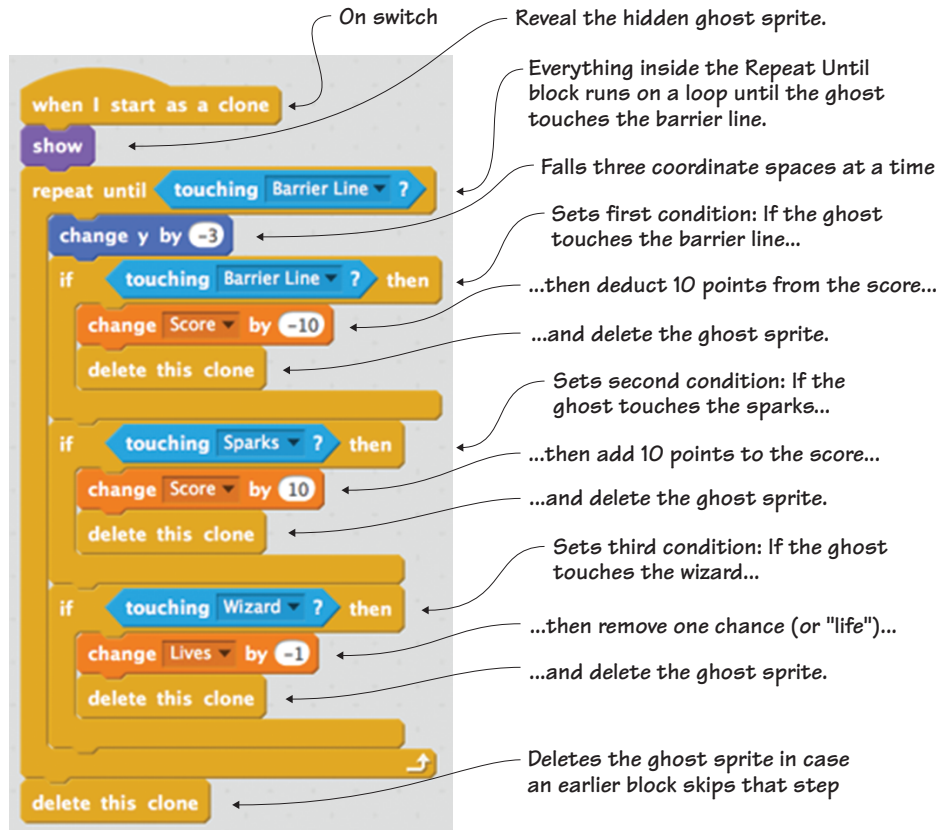 On switch
Reveal the hidden ghost sprite.
when I start as a clone
Everything inside the Repeat Until
block runs on a loop until the ghost
touches the barrier line.
show
repeat until touching Barrier Line ?
Falls three coordinate spaces at a time
change y by -3
Sets first condition: If the ghost
touches the barrier line...
if touching Barrier Line ? then
...then deduct 10 points from the score...
change Score by -10
...and delete the ghost sprite.
delete this clone
Sets second condition: If the
ghost touches the sparks...
if touching Sparks ? then
...then add 10 points to the score...
change Score by 10
...and delete the ghost sprite.
delete this clone
Sets third condition: If the ghost
touches the wizard...
if touching Wizard ? then
...then remove one chance (or "life")...
change Lives by -1
...and delete the ghost sprite.
delete this clone
Deletes the ghost sprite in case
an earlier block skips that step
delete this clone